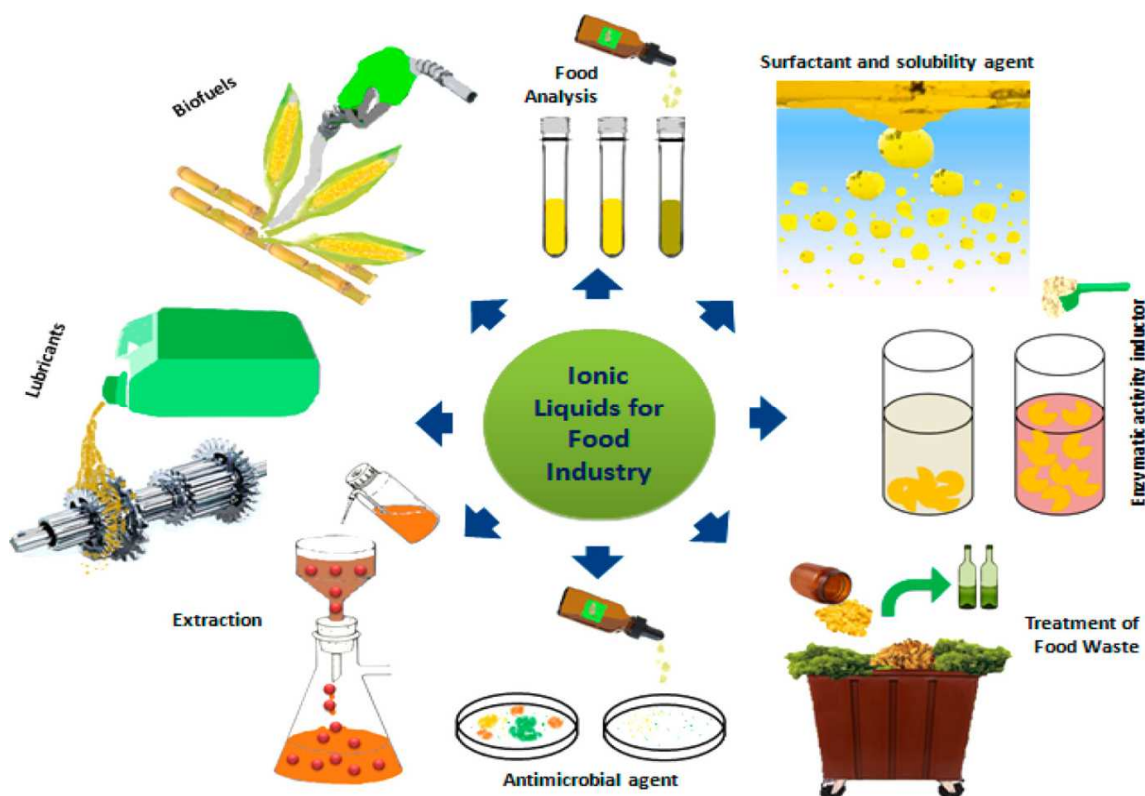 Biofuels
Food
Analysis
Surfactant and solubility agent
Lubricants
Ionic
Liquids for
Food
Industry
Enzymatic activity inductor
Extraction
Antimicrobial agent
Treatment of
Food Waste